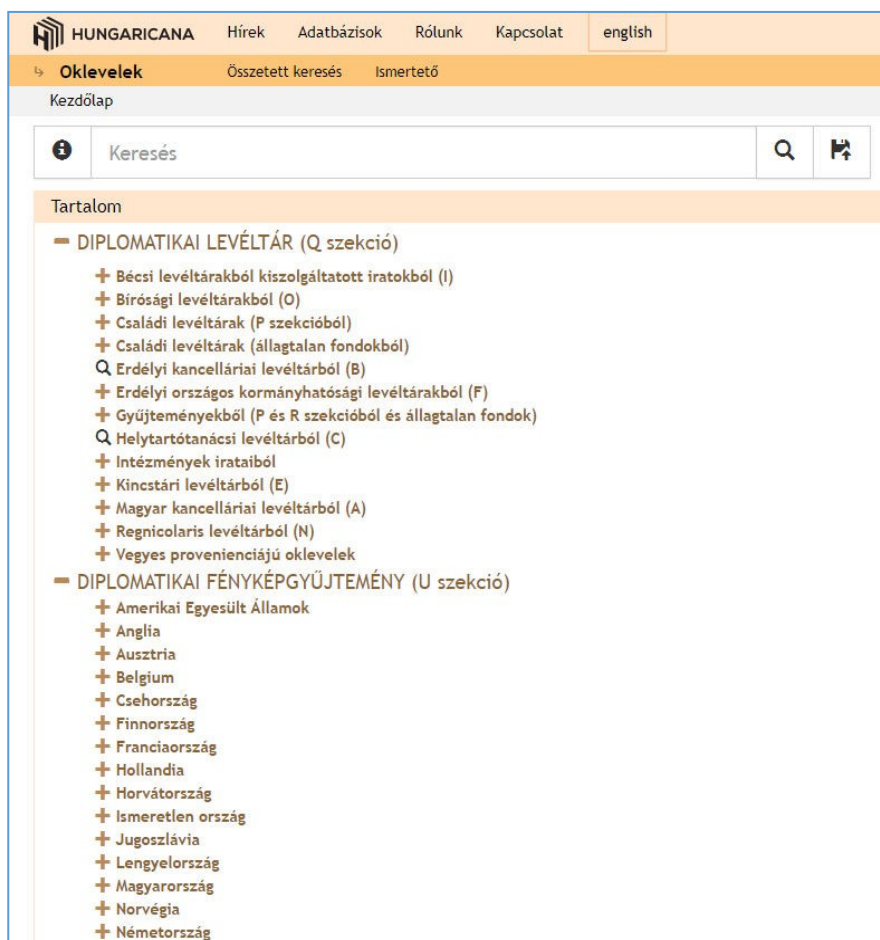 HUNGARICANA Hírek Adatbázisok Rólunk Kapcsolat english
Oklevelek Összetett keresés Ismertető
Kezdőlap
Keresés
Tartalom
DIPLOMATIKAI LEVÉLTÁR (Q szekció)
Bécsi levéltárakból kiszolgáltatott iratokból (I)
Bírósági levéltárakból (O)
Családi levéltárak (P szekcióból)
Családi levéltárak (állagtalan fondokból)
Erdélyi kancelláriai levéltárból (B)
Erdélyi országos kormányhatósági levéltárakból (F)
Gyűjteményekből (P és R szekcióból és állagtalan fondok)
Helytartótanácsi levéltárból (C)
Intézmények irataiból
Kincstári levéltárból (E)
Magyar kancelláriai levéltárból (A)
Regnicolaris levéltárból (N)
Vegyes provenienciájú oklevelek
DIPLOMATIKAI FÉNYKÉPGYŰJTEMÉNY (U szekció)
Amerikai Egyesült Államok
Anglia
Ausztria
Belgium
Csehország
Finnország
Franciaország
Hollandia
Horvátország
Ismeretlen ország
Jugoszlávia
Lengyelország
Magyarország
Norvégia
Németország